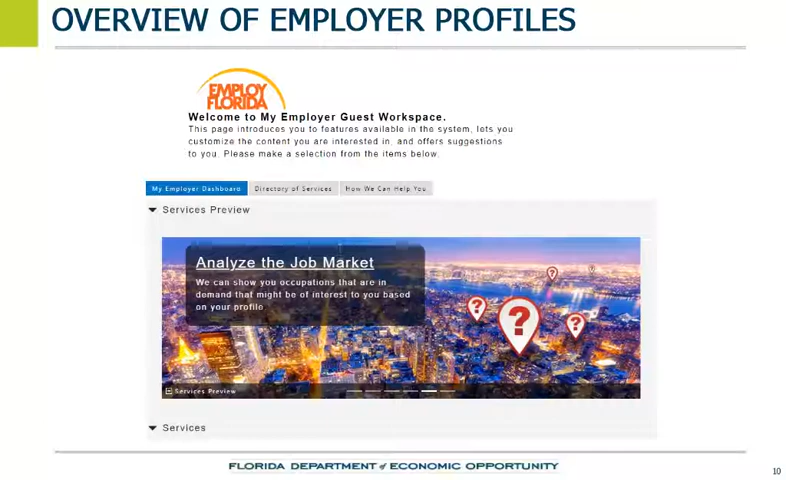 OVERVIEW OF EMPLOYER PROFILES
EMPLOY
FLORIDA
Welcome to My Employer Guest Workspace.
This page introduces you to features available in the system, lets you
customize the content you are interested in, and offers suggestions
to you. Please make a selection from the items below.
My Employer Dashboard Directory of Services How We Can Help You
Services Preview
Analyze the Job Market
We can show you occupations that are in
demand that might be of interest to you based
on your profile
? ? ? ? ?
Services Preview
Services
FLORIDA DEPARTMENT of ECONOMIC OPPORTUNITY
10